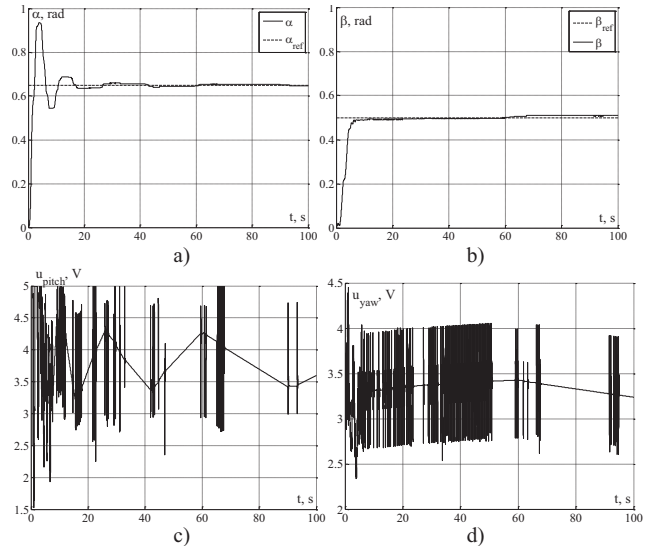 α, rad
α
α_ref
1
0.8
0.6
0.4
0.2
0
0 20 40 60 80 100
t, s
a)
β, rad
β_ref
β
1
0.8
0.6
0.4
0.2
0
0 20 40 60 80 100
t, s
b)
u_pitch, V
5
4.5
4
3.5
3
2.5
2
1.5
0 20 40 60 80 100
t, s
c)
u_yaw, V
4.5
4
3.5
3
2.5
2
0 20 40 60 80 100
t, s
d)